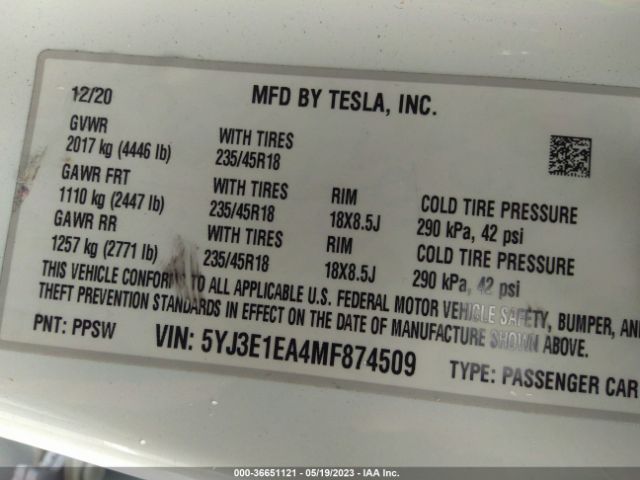 12/20 MFD BY TESLA, INC.
GVWR
2017 kg (4446 lb) WITH TIRES 235/45R18
GAWR FRT
1110 kg (2447 lb) WITH TIRES 235/45R18 RIM 18X8.5J COLD TIRE PRESSURE 290 kPa, 42 psi
GAWR RR
1257 kg (2771 lb) WITH TIRES 235/45R18 RIM 18X8.5J COLD TIRE PRESSURE 290 kPa, 42 psi
THIS VEHICLE CONFORMS TO ALL APPLICABLE U.S. FEDERAL MOTOR VEHICLE SAFETY, BUMPER, AND
THEFT PREVENTION STANDARDS IN EFFECT ON THE DATE OF MANUFACTURE SHOWN ABOVE.
PNT: PPSW VIN: 5YJ3E1EA4MF874509 TYPE: PASSENGER CAR
000-36651121 - 05/19/2023 - IAA Inc.